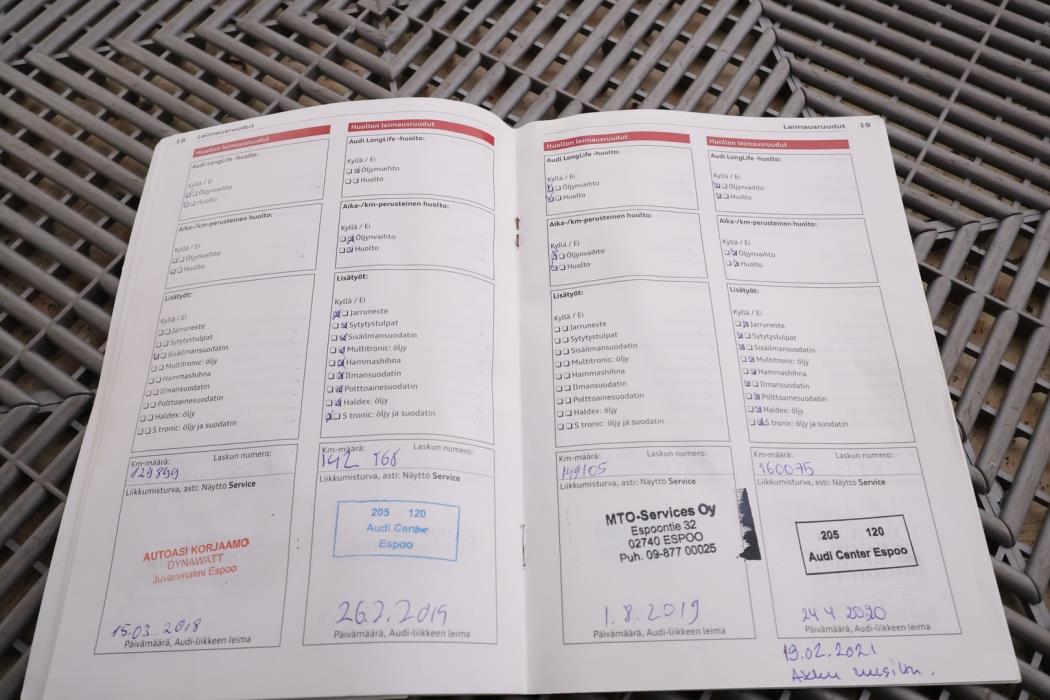 18 Leimausruudut
Huollon leimausruudut
Audi LongLife -huolto:
Kyllä / Ei
Öljynvaihto
Huolto
Aika-/km-perusteinen huolto:
Kyllä / Ei
Öljynvaihto
Huolto
Lisätyöt:
Kyllä / Ei
Jarruneste
Sytytystulpat
Sisäilmansuodatin
Multitronic: öljy
Hammashihna
Ilmansuodatin
Polttoainesuodatin
Haldex: öljy
S tronic: öljy ja suodatin
Km-määrä: Laskun numero:
129899
Liikkumisturva, asti: Näyttö Service
AUTOASI KORJAAMO
DYNAWATT
Juvanmalmi Espoo
15.03. 2018
Päivämäärä, Audi-liikkeen leima
Huollon leimausruudut
Audi LongLife -huolto:
Kyllä / Ei
Öljynvaihto
Huolto
Aika-/km-perusteinen huolto:
Kyllä / Ei
Öljynvaihto
Huolto
Lisätyöt:
Kyllä / Ei
Jarruneste
Sytytystulpat
Sisäilmansuodatin
Multitronic: öljy
Hammashihna
Ilmansuodatin
Polttoainesuodatin
Haldex: öljy
S tronic: öljy ja suodatin
Km-määrä: Laskun numero:
142 768
Liikkumisturva, asti: Näyttö Service
205 120
Audi Center
Espoo
26.2.2019
Päivämäärä, Audi-liikkeen leima
Leimausruudut 19
Huollon leimausruudut
Audi LongLife -huolto:
Kyllä / Ei
Öljynvaihto
Huolto
Aika-/km-perusteinen huolto:
Kyllä / Ei
Öljynvaihto
Huolto
Lisätyöt:
Kyllä / Ei
Jarruneste
Sytytystulpat
Sisäilmansuodatin
Multitronic: öljy
Hammashihna
Ilmansuodatin
Polttoainesuodatin
Haldex: öljy
S tronic: öljy ja suodatin
Km-määrä: Laskun numero:
149105
Liikkumisturva, asti: Näyttö Service
MTO-Services Oy
Espoontie 32
02740 ESPOO
Puh. 09-877 00025
1.8.2019
Päivämäärä, Audi-liikkeen leima
Huollon leimausruudut
Audi LongLife -huolto:
Kyllä / Ei
Öljynvaihto
Huolto
Aika-/km-perusteinen huolto:
Kyllä / Ei
Öljynvaihto
Huolto
Lisätyöt:
Kyllä / Ei
Jarruneste
Sytytystulpat
Sisäilmansuodatin
Multitronic: öljy
Hammashihna
Ilmansuodatin
Polttoainesuodatin
Haldex: öljy
S tronic: öljy ja suodatin
Km-määrä: Laskun numero:
160075
Liikkumisturva, asti: Näyttö Service
205 120
Audi Center Espoo
24.4.2020
Päivämäärä, Audi-liikkeen leima
19.02.2021
Akun